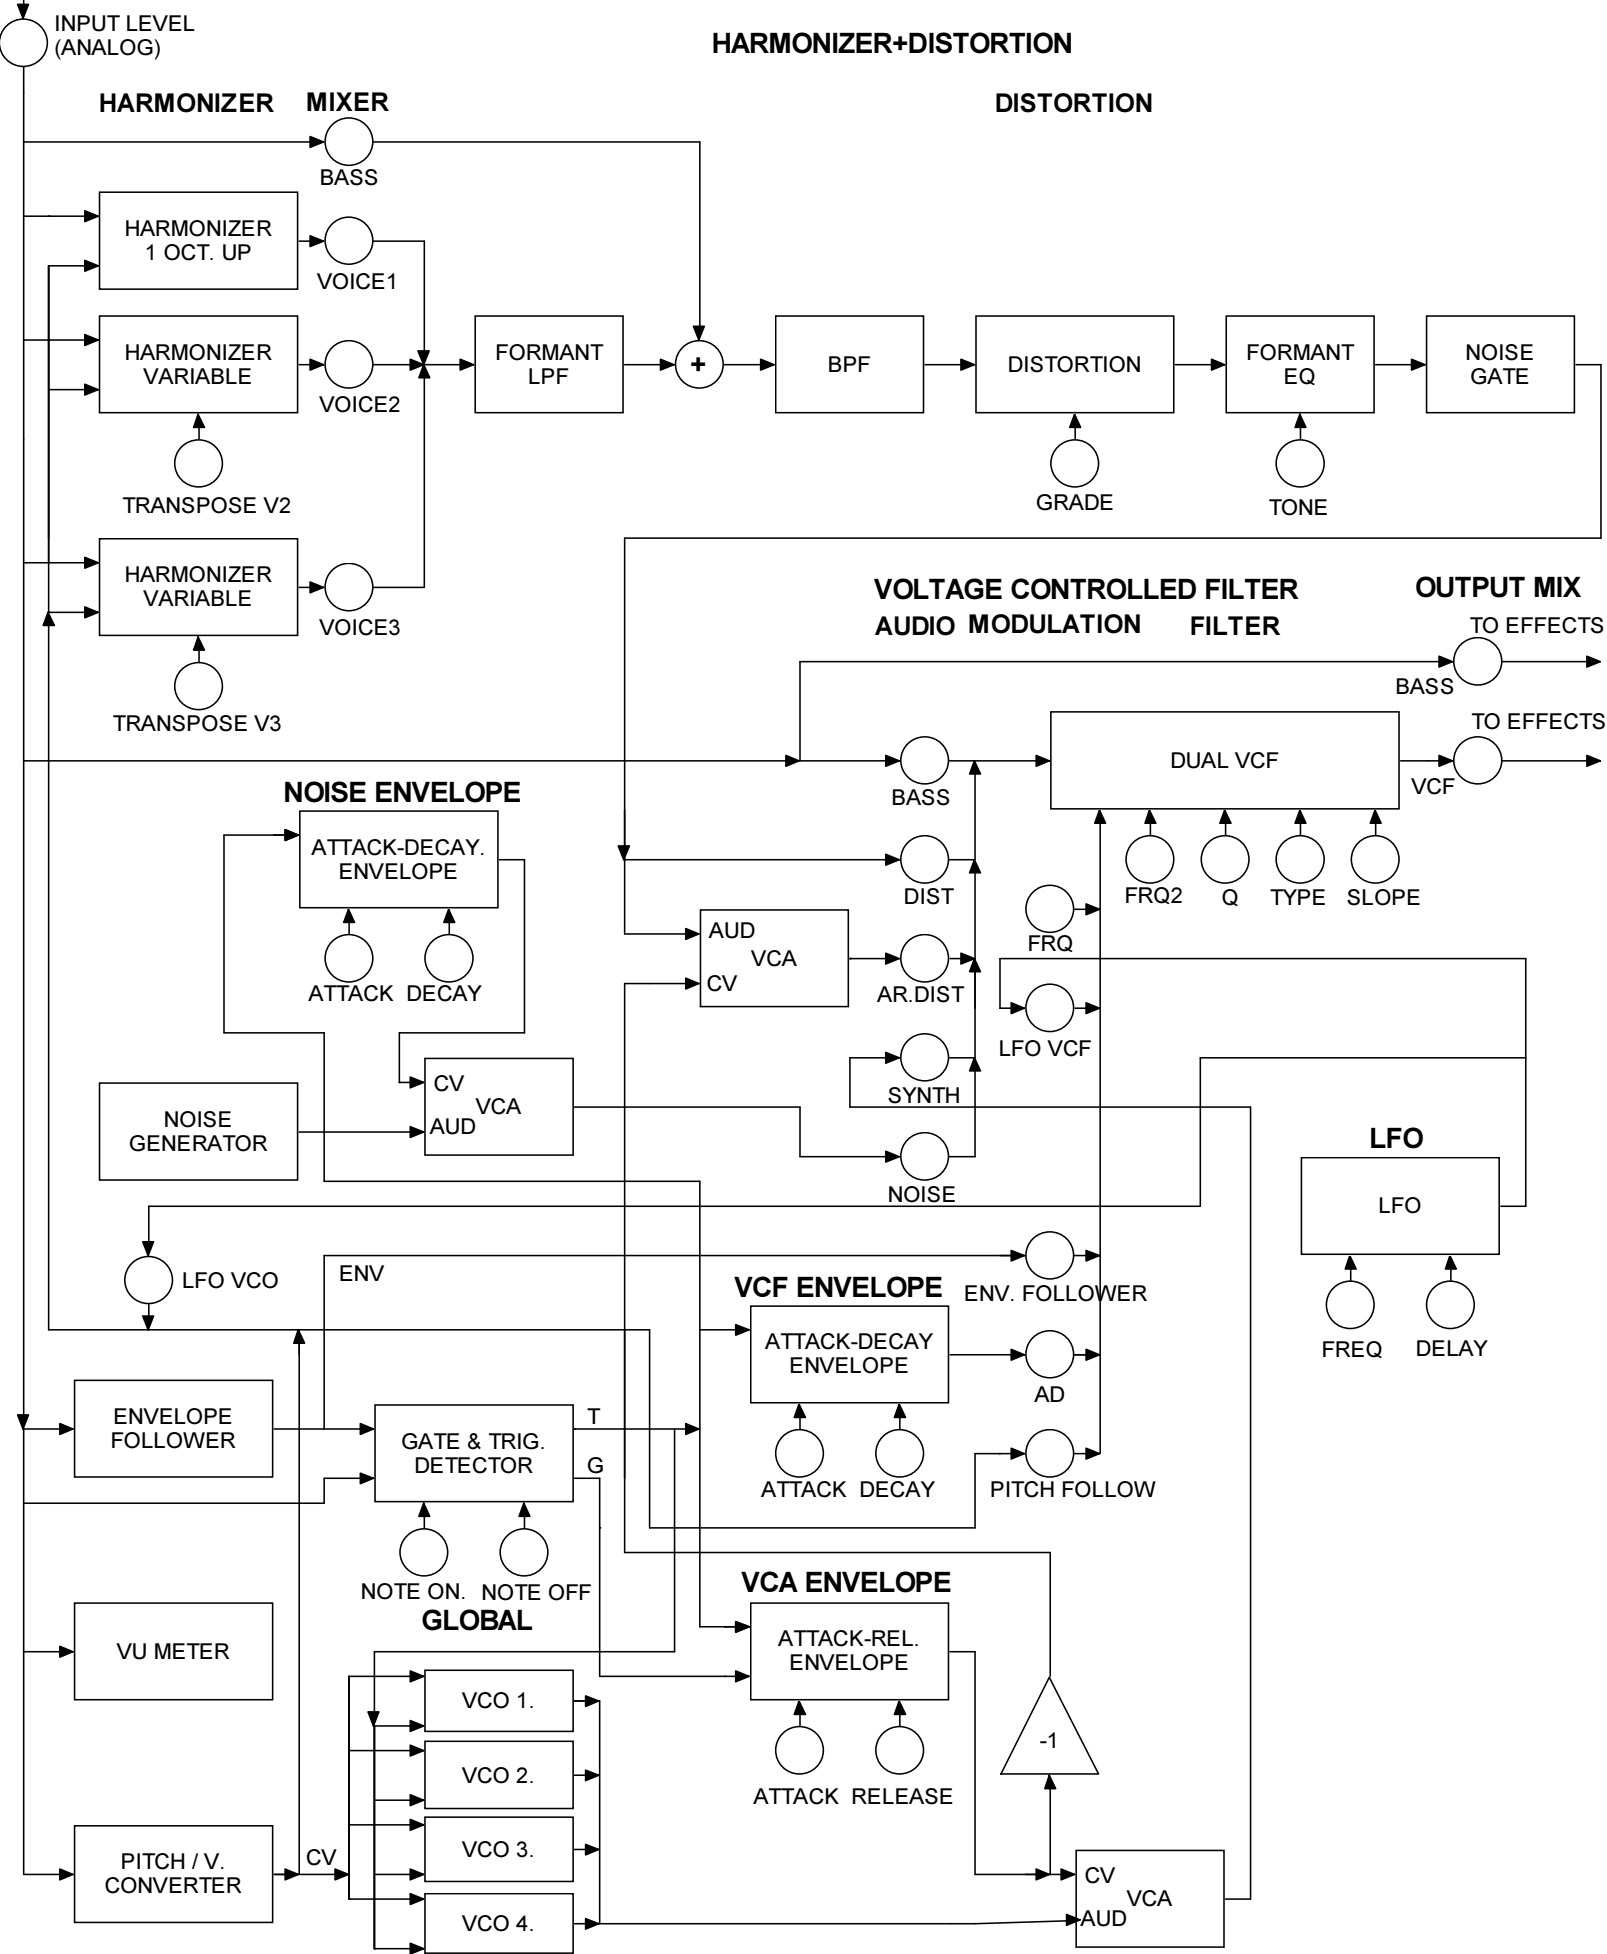 INPUT LEVEL
(ANALOG)
HARMONIZER+DISTORTION
HARMONIZER
MIXER
DISTORTION
BASS
HARMONIZER
1 OCT. UP
VOICE1
HARMONIZER
VARIABLE
VOICE2
FORMANT
LPF
+
BPF
DISTORTION
FORMANT
EQ
NOISE
GATE
TRANSPOSE V2
GRADE
TONE
HARMONIZER
VARIABLE
VOICE3
TRANSPOSE V3
VOLTAGE CONTROLLED FILTER
AUDIO
MODULATION
FILTER
OUTPUT MIX
TO EFFECTS
BASS
TO EFFECTS
DUAL VCF
VCF
BASS
NOISE ENVELOPE
ATTACK-DECAY.
ENVELOPE
ATTACK
DECAY
DIST
FRQ2
Q
TYPE
SLOPE
FRQ
AUD
VCA
CV
AR.DIST
LFO VCF
SYNTH
CV
VCA
AUD
NOISE
GENERATOR
NOISE
LFO
LFO
FREQ
DELAY
LFO VCO
ENV
ENV. FOLLOWER
VCF ENVELOPE
ATTACK-DECAY
ENVELOPE
AD
ATTACK
DECAY
PITCH FOLLOW
ENVELOPE
FOLLOWER
GATE & TRIG.
DETECTOR
T
G
NOTE ON.
NOTE OFF
GLOBAL
VCA ENVELOPE
ATTACK-REL.
ENVELOPE
ATTACK
RELEASE
VU METER
-1
VCO 1.
VCO 2.
VCO 3.
VCO 4.
PITCH / V.
CONVERTER
CV
CV
VCA
AUD